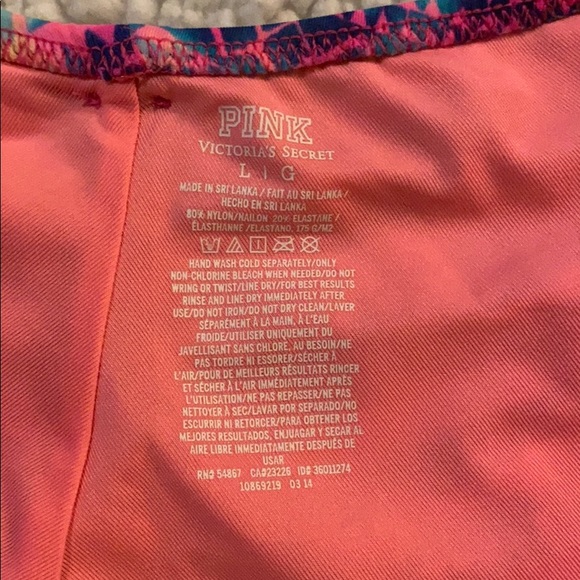 PINK
VICTORIA'S SECRET
L | G
MADE IN SRI LANKA / FAIT AU SRI LANKA /
HECHO EN SRI LANKA
80% NYLON/NAILON 20% ELASTANE/
ÉLASTHANNE /ELASTANO, 175 G/M2
HAND WASH COLD SEPARATELY/ONLY
NON-CHLORINE BLEACH WHEN NEEDED/DO NOT
WRING OR TWIST/LINE DRY/FOR BEST RESULTS
RINSE AND LINE DRY IMMEDIATELY AFTER
USE/DO NOT IRON/DO NOT DRY CLEAN/LAVER
SÉPARÉMENT À LA MAIN, À L'EAU
FROIDE/UTILISER UNIQUEMENT DU
JAVELLISANT SANS CHLORE, AU BESOIN/NE
PAS TORDRE NI ESSORER/SÉCHER À
L'AIR/POUR DE MEILLEURS RÉSULTATS RINCER
ET SÉCHER À L'AIR IMMÉDIATEMENT APRÈS
L'UTILISATION/NE PAS REPASSER/NE PAS
NETTOYER À SEC/LAVAR POR SEPARADO/NO
ESCURRIR NI RETORCER/PARA OBTENER LOS
MEJORES RESULTADOS, ENJUAGAR Y SECAR AL
AIRE LIBRE INMEDIATAMENTE DESPUÉS DE
USAR
RN# 54867 CA#23226 ID# 36011274
10869219 03 14